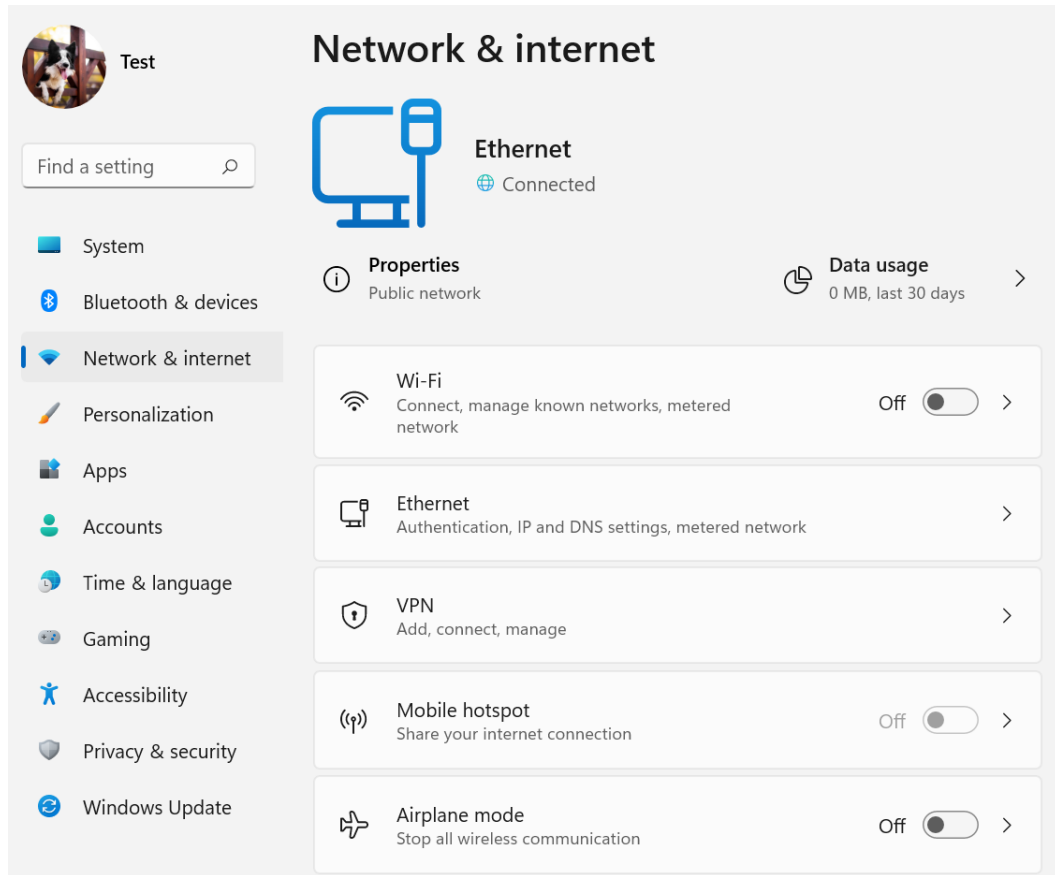 Test
Find a setting
System
Bluetooth & devices
Network & internet
Personalization
Apps
Accounts
Time & language
Gaming
Accessibility
Privacy & security
Windows Update
Network & internet
Ethernet
Connected
Properties
Public network
Data usage
0 MB, last 30 days
Wi-Fi
Connect, manage known networks, metered
network
Off
Ethernet
Authentication, IP and DNS settings, metered network
VPN
Add, connect, manage
Mobile hotspot
Share your internet connection
Off
Airplane mode
Stop all wireless communication
Off